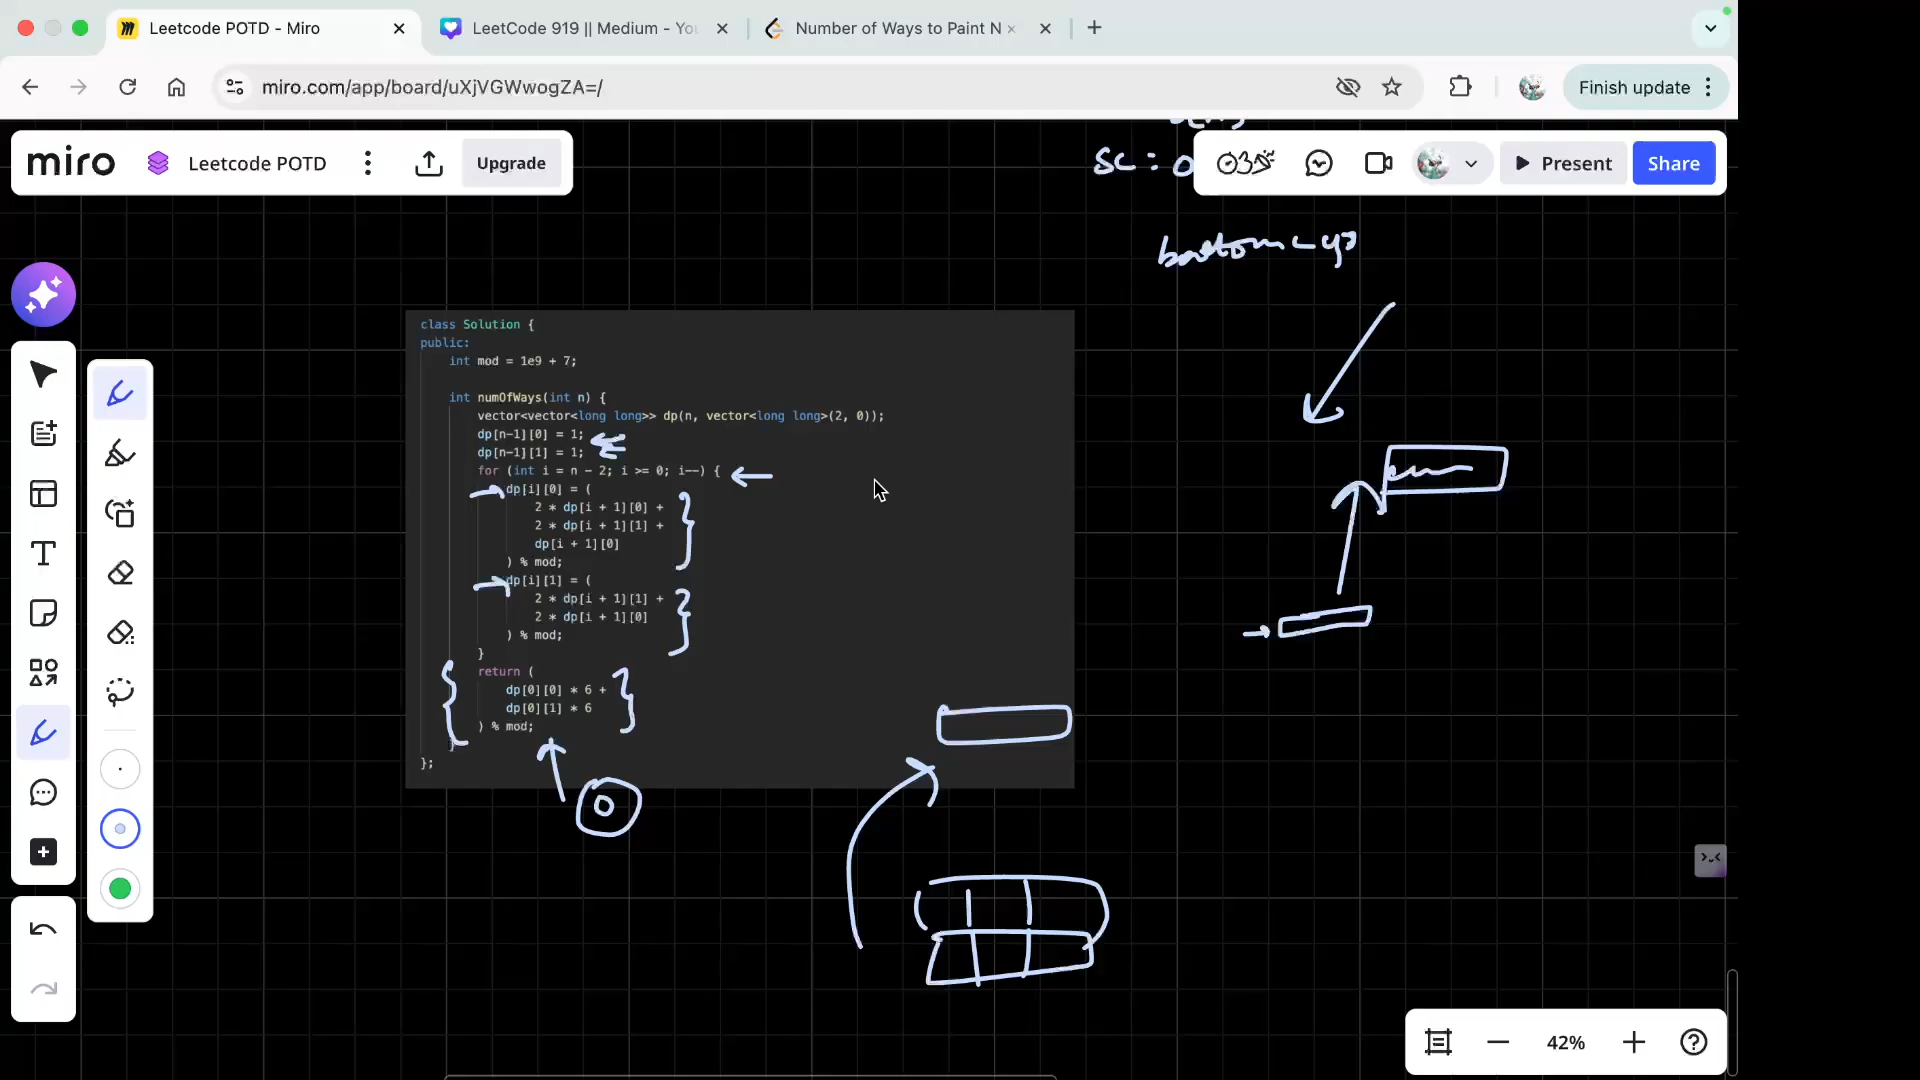 Leetcode POTD - Miro
LeetCode 919 || Medium - Yo
Number of Ways to Paint N ×
miro.com/app/board/uXjVGWwogZA=/
Finish update
miro
Leetcode POTD
Upgrade
Present
Share
SC : O
class Solution {
public:
int mod = 1e9 + 7;
int numOfWays(int n) {
vector<vector<long long>> dp(n, vector<long long>(2, 0));
dp[n-1][0] = 1;
dp[n-1][1] = 1;
for (int i = n - 2; i >= 0; i--) {
dp[i][0] = (
2 * dp[i + 1][0] +
2 * dp[i + 1][1] +
dp[i + 1][0]
) % mod;
dp[i][1] = (
2 * dp[i + 1][1] +
2 * dp[i + 1][0]
) % mod;
}
return (
dp[0][0] * 6 +
dp[0][1] * 6
) % mod;
}
};
0
42%